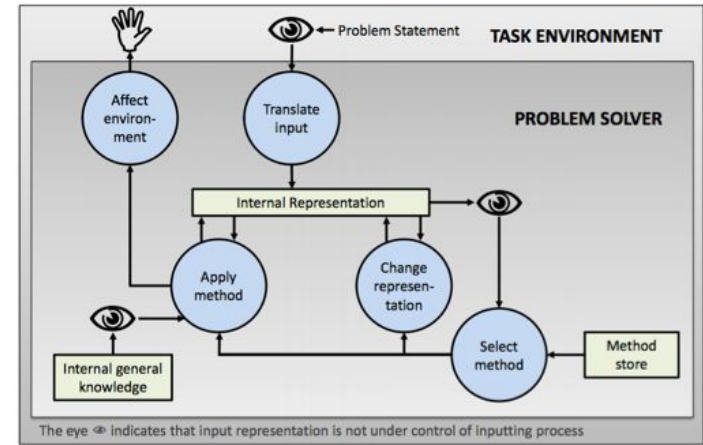 Problem Statement
TASK ENVIRONMENT
Affect
environ-
ment
Translate
input
PROBLEM SOLVER
Internal Representation
Apply
method
Change
represen-
tation
Select
method
Method
store
Internal general
knowledge
The eye 👁 indicates that input representation is not under control of inputting process